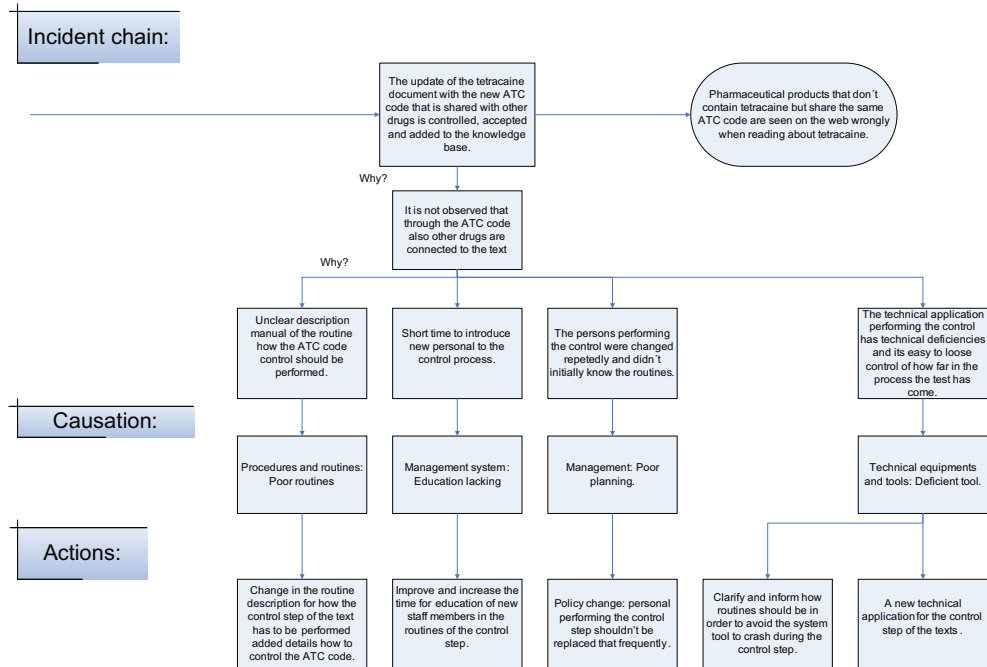 Incident chain:
The update of the tetracaine
document with the new ATC
code that is shared with other
drugs is controlled, accepted
and added to the knowledge
base.
Pharmaceutical products that don´t
contain tetracaine but share the same
ATC code are seen on the web wrongly
when reading about tetracaine.
Why?
It is not observed that
through the ATC code
also other drugs are
connected to the text
Why?
Unclear description
manual of the routine
how the ATC code
control should be
performed.
Short time to introduce
new personal to the
control process.
The persons performing
the control were changed
repetedly and didn´t
initially know the routines.
The technical application
performing the control
has technical deficiencies
and its easy to loose
control of how far in the
process the test has
come.
Causation:
Procedures and routines:
Poor routines
Management system:
Education lacking
Management: Poor
planning.
Technical equipments
and tools: Deficient tool.
Actions:
Change in the routine
description for how the
control step of the text
has to be performed
added details how to
control the ATC code.
Improve and increase the
time for education of new
staff members in the
routines of the control
step.
Policy change: personal
performing the control
step shouldn't be
replaced that frequently.
Clarify and inform how
routines should be in
order to avoid the system
tool to crash during the
control step.
A new technical
application for the control
step of the texts.